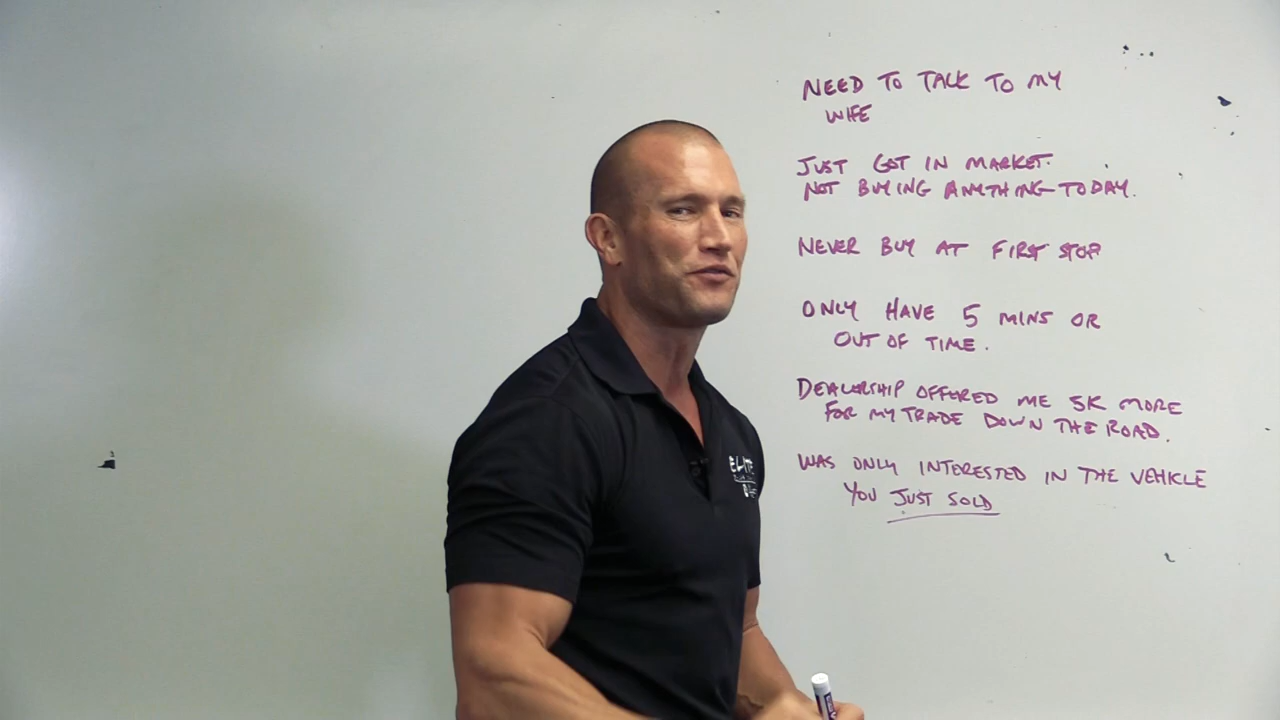 ELITE
NEED TO TALK TO MY
WIFE
JUST GOT IN MARKET.
NOT BUYING ANYTHING TODAY.
NEVER BUY AT FIRST STOP
ONLY HAVE 5 MINS OR
OUT OF TIME.
DEALERSHIP OFFERED ME 5K MORE
FOR MY TRADE DOWN THE ROAD.
WAS ONLY INTERESTED IN THE VEHICLE
YOU JUST SOLD